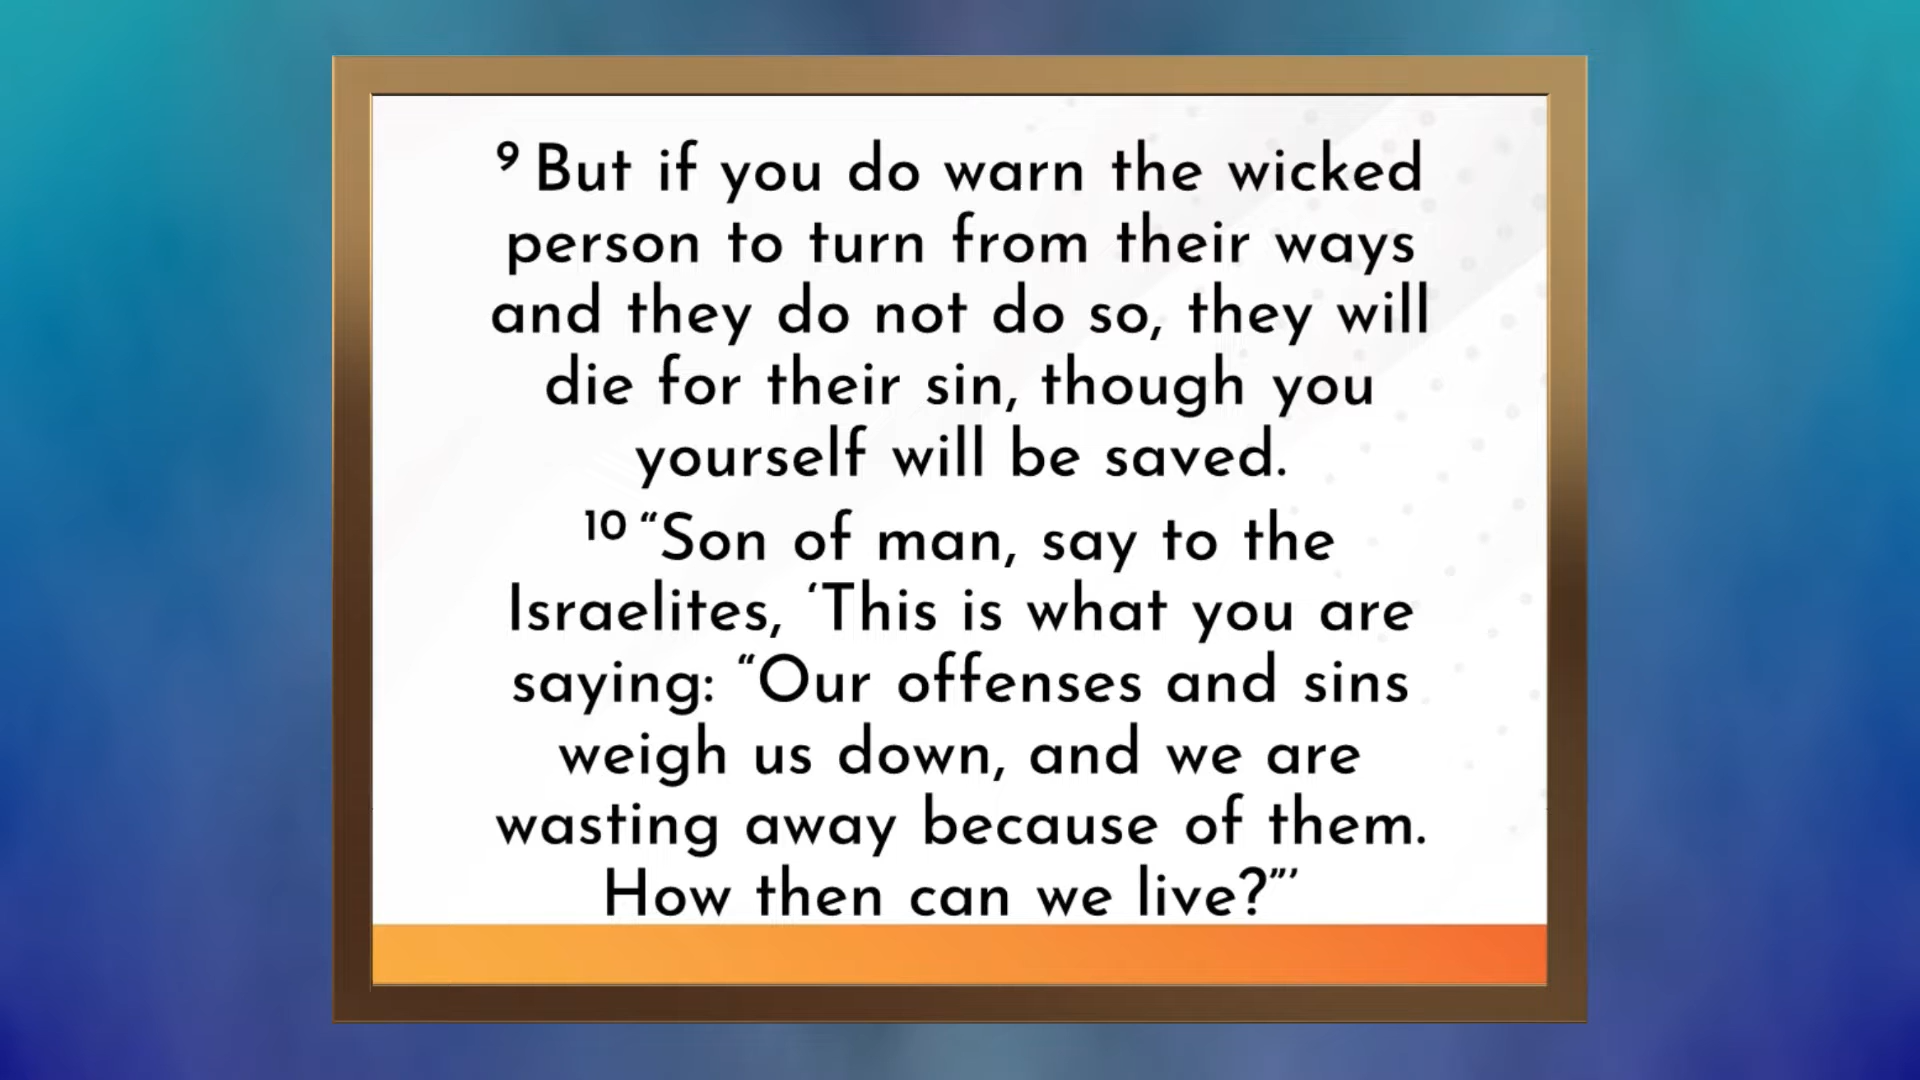 ⁹ But if you do warn the wicked
person to turn from their ways
and they do not do so, they will
die for their sin, though you
yourself will be saved.
¹⁰ “Son of man, say to the
Israelites, ‘This is what you are
saying: “Our offenses and sins
weigh us down, and we are
wasting away because of them.
How then can we live?”’